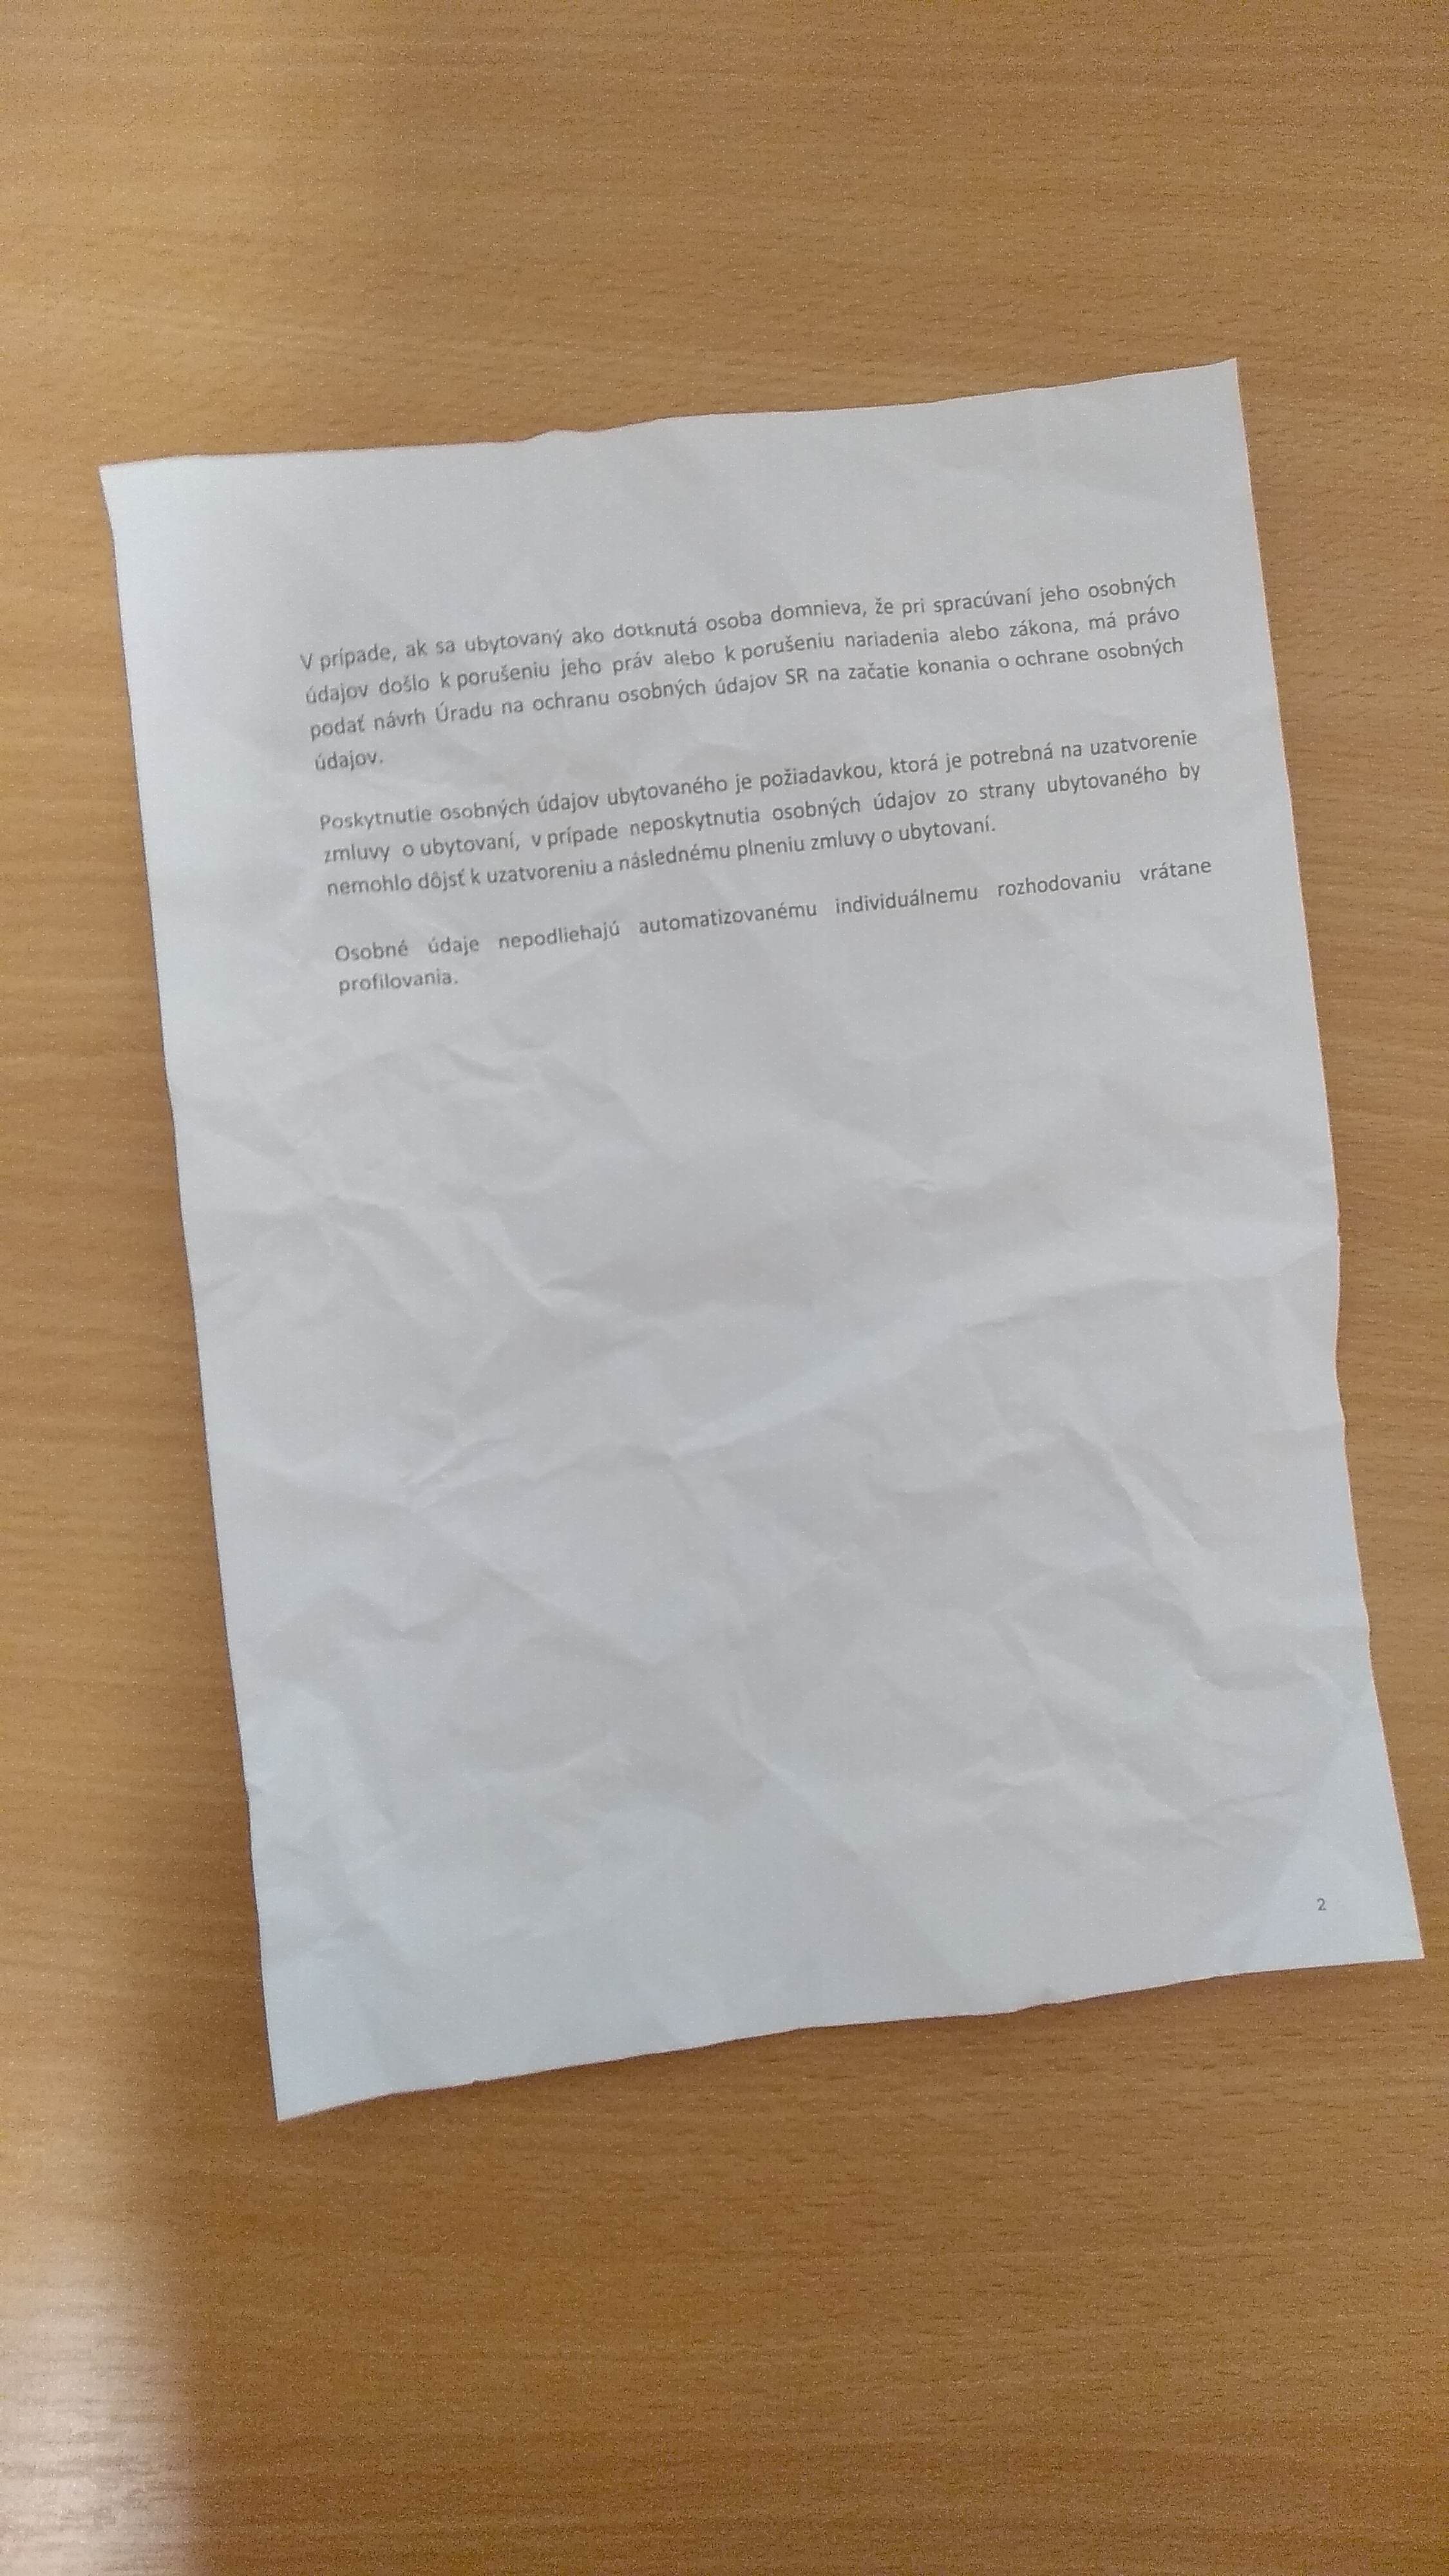 V prípade, ak sa ubytovaný ako dotknutá osoba domnieva, že pri spracúvaní jeho osobných
údajov došlo k porušeniu jeho práv alebo k porušeniu nariadenia alebo zákona, má právo
podať návrh Úradu na ochranu osobných údajov SR na začatie konania o ochrane osobných
údajov.
Poskytnutie osobných údajov ubytovaného je požiadavkou, ktorá je potrebná na uzatvorenie
zmluvy o ubytovaní, v prípade neposkytnutia osobných údajov zo strany ubytovaného by
nemohlo dôjsť k uzatvoreniu a následnému plneniu zmluvy o ubytovaní.
Osobné údaje nepodliehajú automatizovanému individuálnemu rozhodovaniu vrátane
profilovania.
2